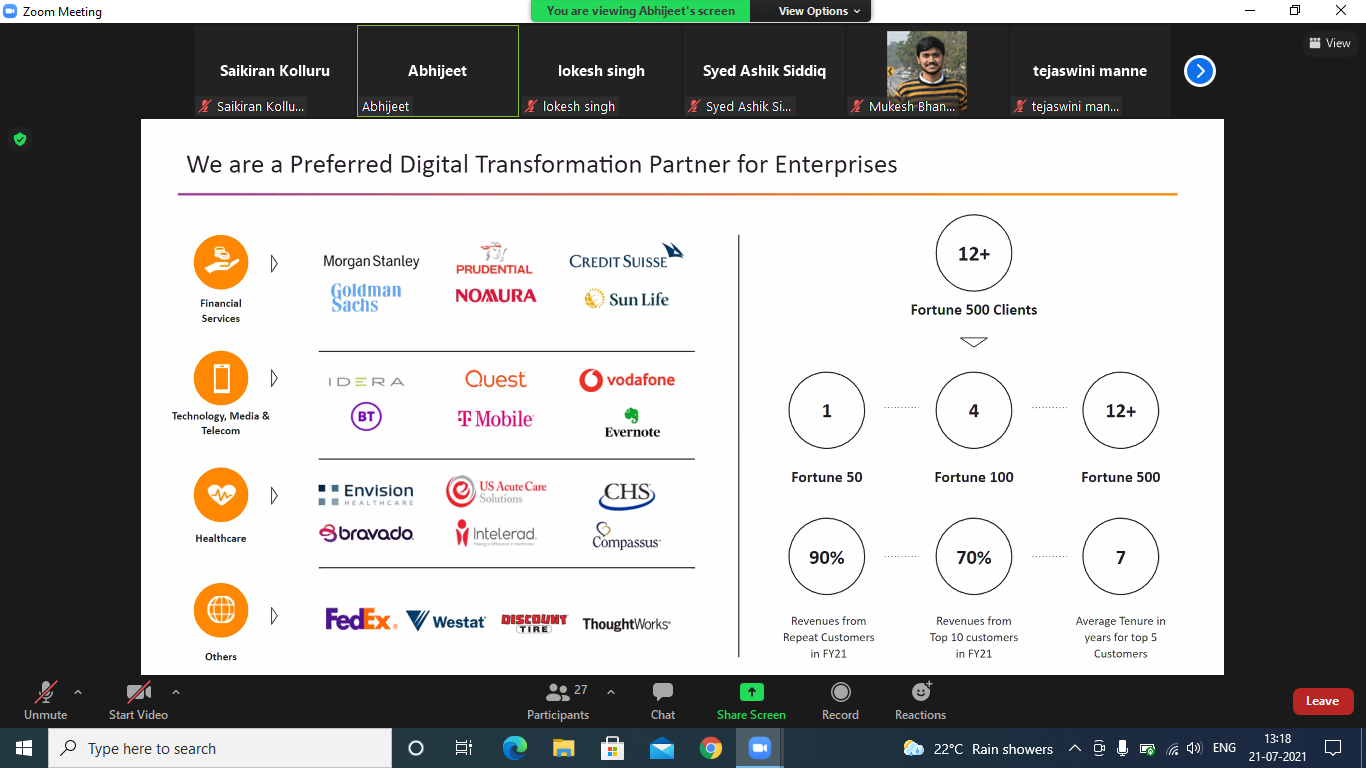 Zoom Meeting
You are viewing Abhijeet's screen
View Options
View
Saikiran Kolluru
Abhijeet
lokesh singh
Syed Ashik Siddiq
tejaswini manne
Saikiran Kollu...
Abhijeet
lokesh singh
Syed Ashik Si...
Mukesh Bhan...
tejaswini man...
We are a Preferred Digital Transformation Partner for Enterprises
Financial
Services
Morgan Stanley
PRUDENTIAL
CREDIT SUISSE
Goldman
Sachs
NOMURA
Sun Life
Technology, Media &
Telecom
IDERA
Quest
vodafone
BT
T Mobile
Evernote
Healthcare
Envision
HEALTHCARE
US Acute Care
Solutions
CHS
bravado
Intelerad
Making a difference in healthcare
Compassus
Others
FedEx
Westat
DISCOUNT
TIRE
ThoughtWorks
12+
Fortune 500 Clients
1
4
12+
Fortune 50
Fortune 100
Fortune 500
90%
70%
7
Revenues from
Repeat Customers
in FY21
Revenues from
Top 10 customers
in FY21
Average Tenure in
years for top 5
Customers
Unmute
Start Video
27
Participants
Chat
Share Screen
Record
Reactions
Leave
Type here to search
22°C Rain showers
ENG
13:18
21-07-2021